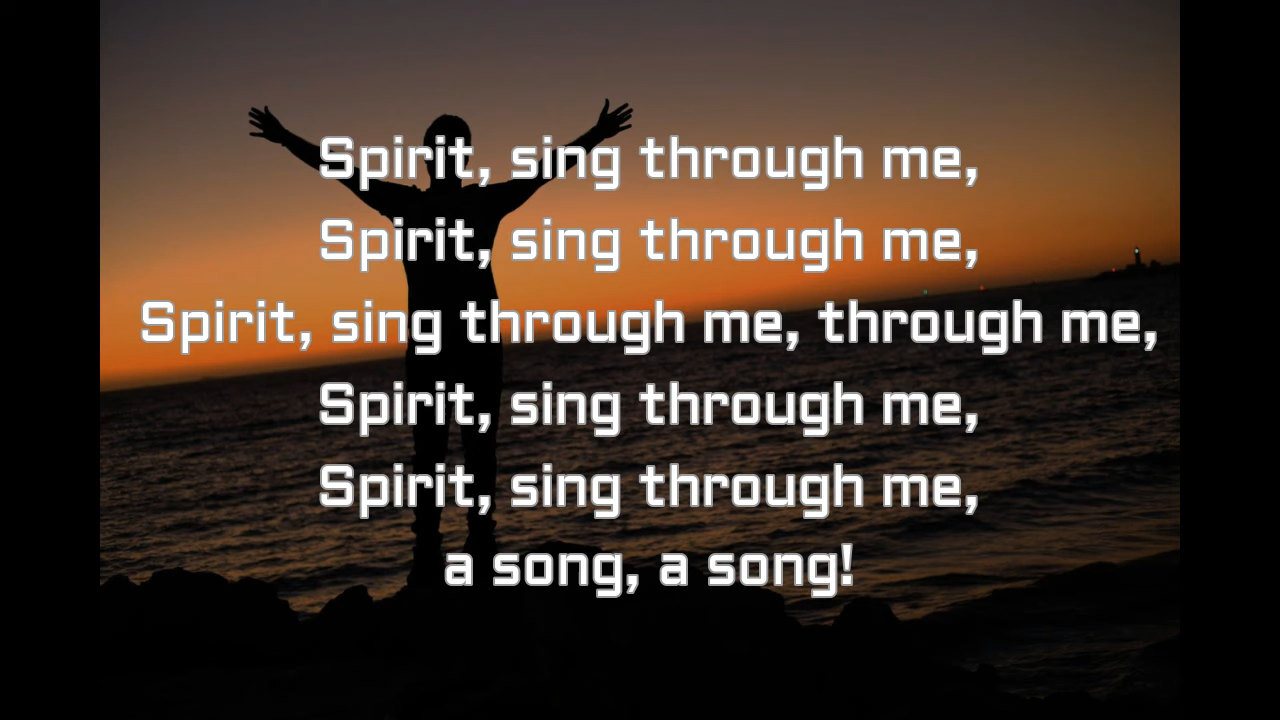 Spirit, sing through me,
Spirit, sing through me,
Spirit, sing through me, through me,
Spirit, sing through me,
Spirit, sing through me,
a song, a song!